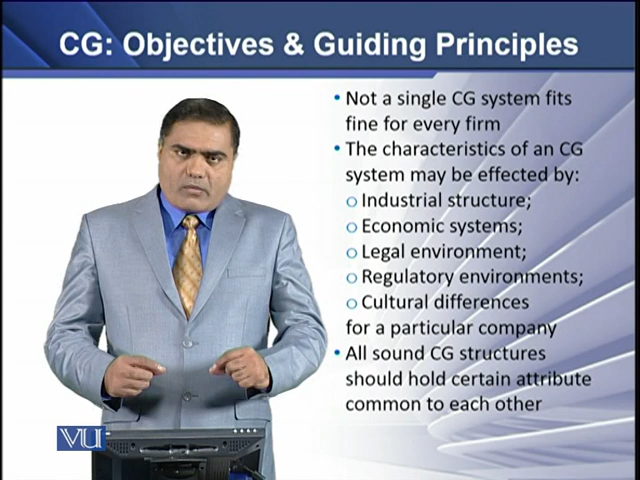 CG: Objectives & Guiding Principles
• Not a single CG system fits
fine for every firm
• The characteristics of an CG
system may be effected by:
o Industrial structure;
o Economic systems;
o Legal environment;
o Regulatory environments;
o Cultural differences
for a particular company
• All sound CG structures
should hold certain attribute
common to each other
VU